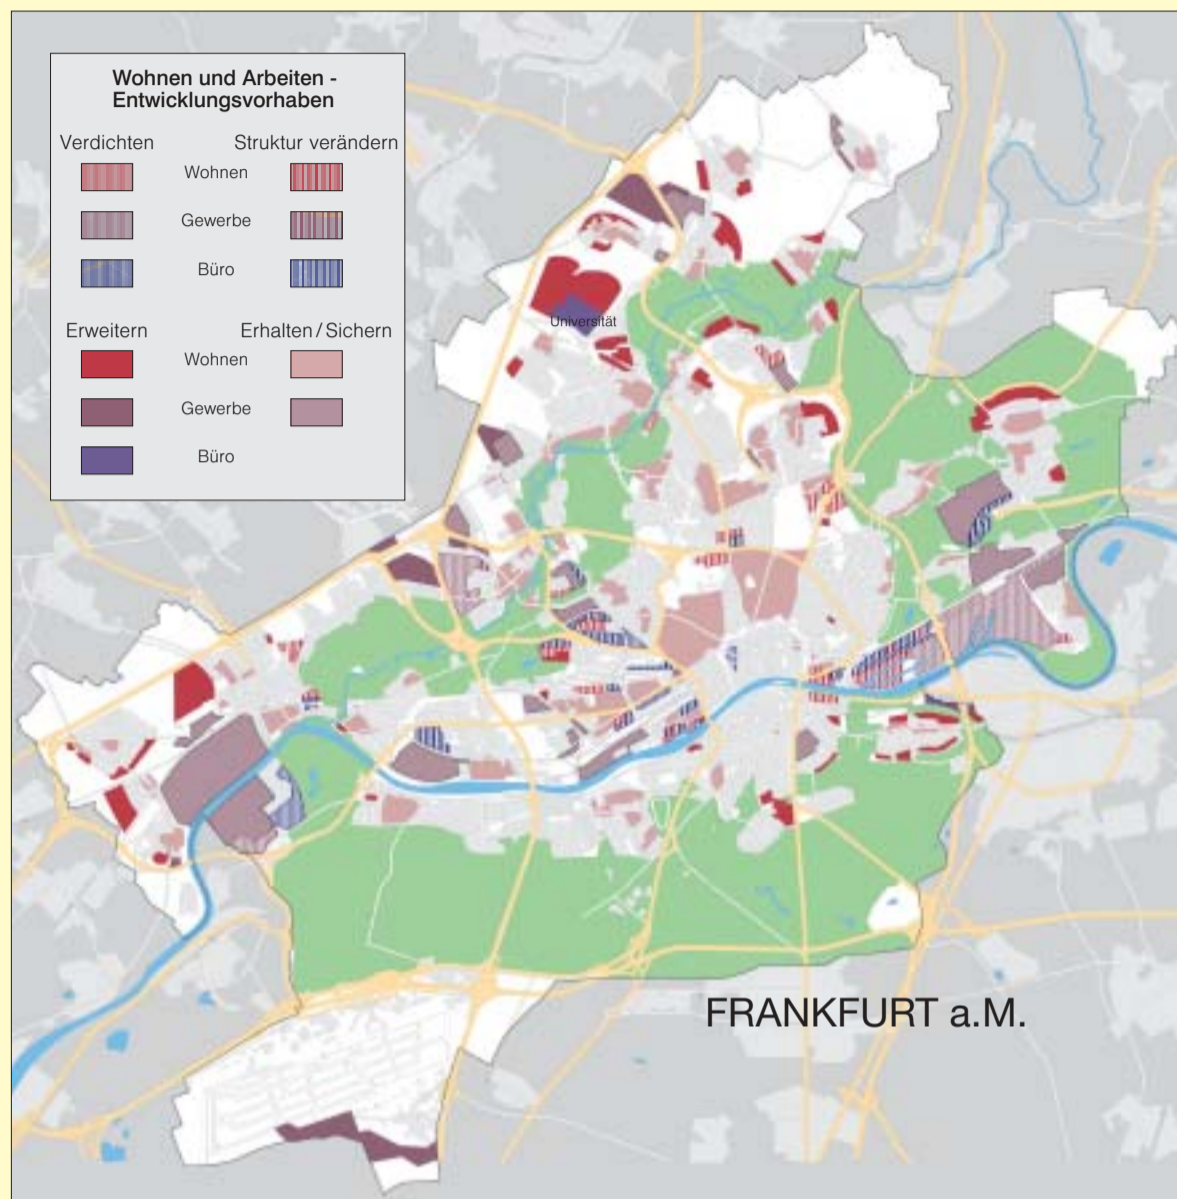 Wohnen und Arbeiten -
Entwicklungsvorhaben
Verdichten Struktur verändern
Wohnen
Gewerbe
Büro
Erweitern Erhalten/Sichern
Wohnen
Gewerbe
Büro
Universität
FRANKFURT a.M.